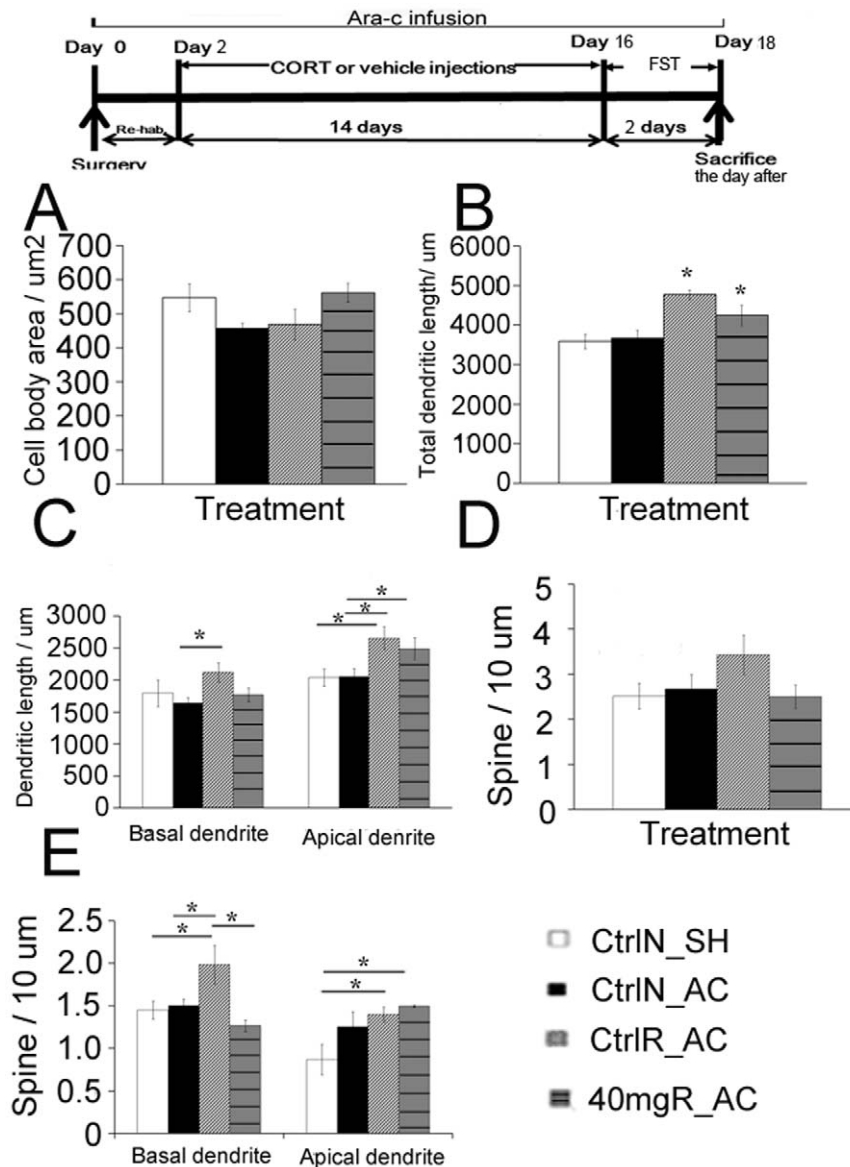 Ara-c infusion
Day 0 Day 2 Day 16 Day 18
CORT or vehicle injections FST
Re-hab 14 days 2 days
Surgery Sacrifice
the day after
A
Cell body area / um2
700
600
500
400
300
200
100
0
Treatment
B
Total dendric length/ um
6000
5000
4000
3000
2000
1000
0
* *
Treatment
C
Dendritic length / um
3000
2500
2000
1500
1000
500
0
*
*
*
*
Basal dendrite Apical denrite
D
Spine / 10 um
5
4
3
2
1
0
Treatment
E
Spine / 10 um
2.5
2.0
1.5
1.0
0.5
0
*
*
*
*
*
Basal dendrite Apical dendrite
CtrlN_SH
CtrlN_AC
CtrlR_AC
40mgR_AC